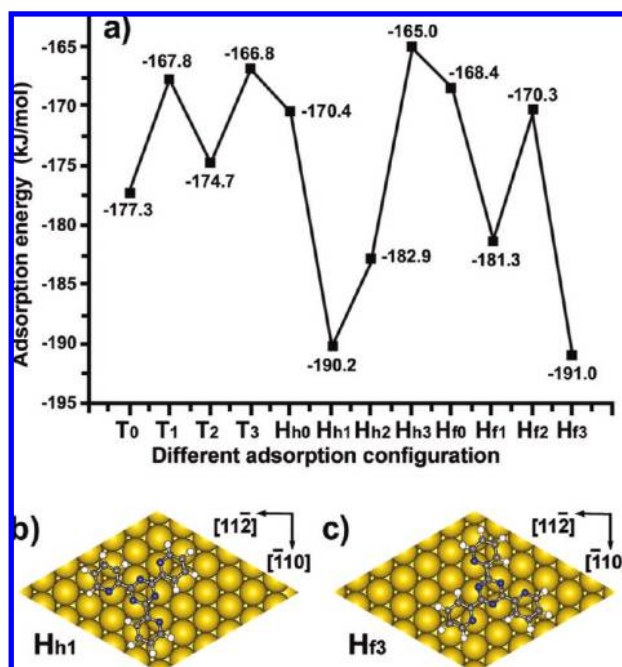 a)
Adsorption energy (kJ/mol)
-165
-170
-175
-180
-185
-190
-195
-177.3
-167.8
-174.7
-166.8
-170.4
-190.2
-182.9
-165.0
-168.4
-181.3
-170.3
-191.0
T0 T1 T2 T3 Hh0 Hh1 Hh2 Hh3 Hf0 Hf1 Hf2 Hf3
Different adsorption configuration
b)
[112̄]
[1̄10]
Hh1
c)
[112̄]
[1̄10]
Hf3